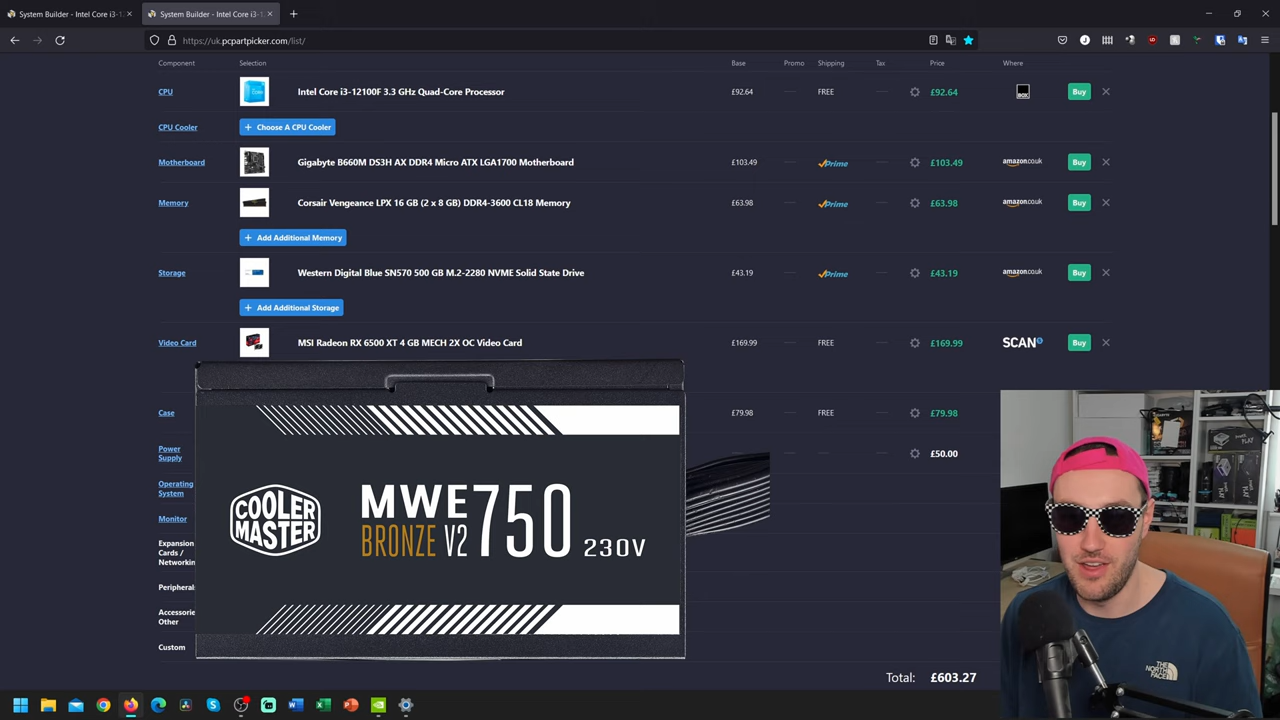 System Builder - Intel Core i3-1
System Builder - Intel Core i3-1
https://uk.pcpartpicker.com/list/
Component Selection Base Promo Shipping Tax Price Where
CPU Intel Core i3-12100F 3.3 GHz Quad-Core Processor £92.64 FREE £92.64 BOX Buy
CPU Cooler + Choose A CPU Cooler
Motherboard Gigabyte B660M DS3H AX DDR4 Micro ATX LGA1700 Motherboard £103.49 Prime £103.49 amazon.co.uk Buy
Memory Corsair Vengeance LPX 16 GB (2 x 8 GB) DDR4-3600 CL18 Memory £63.98 Prime £63.98 amazon.co.uk Buy
+ Add Additional Memory
Storage Western Digital Blue SN570 500 GB M.2-2280 NVME Solid State Drive £43.19 Prime £43.19 amazon.co.uk Buy
+ Add Additional Storage
Video Card MSI Radeon RX 6500 XT 4 GB MECH 2X OC Video Card £169.99 FREE £169.99 SCAN Buy
Case £79.98 FREE £79.98
Power
Supply £50.00
Operating
System
Monitor
Expansion
Cards /
Networkin
Peripheral
Accessorie
Other
Custom
Total: £603.27
COOLER
MASTER
MWE 750
BRONZE V2 230V
THE
NORTH
FACE